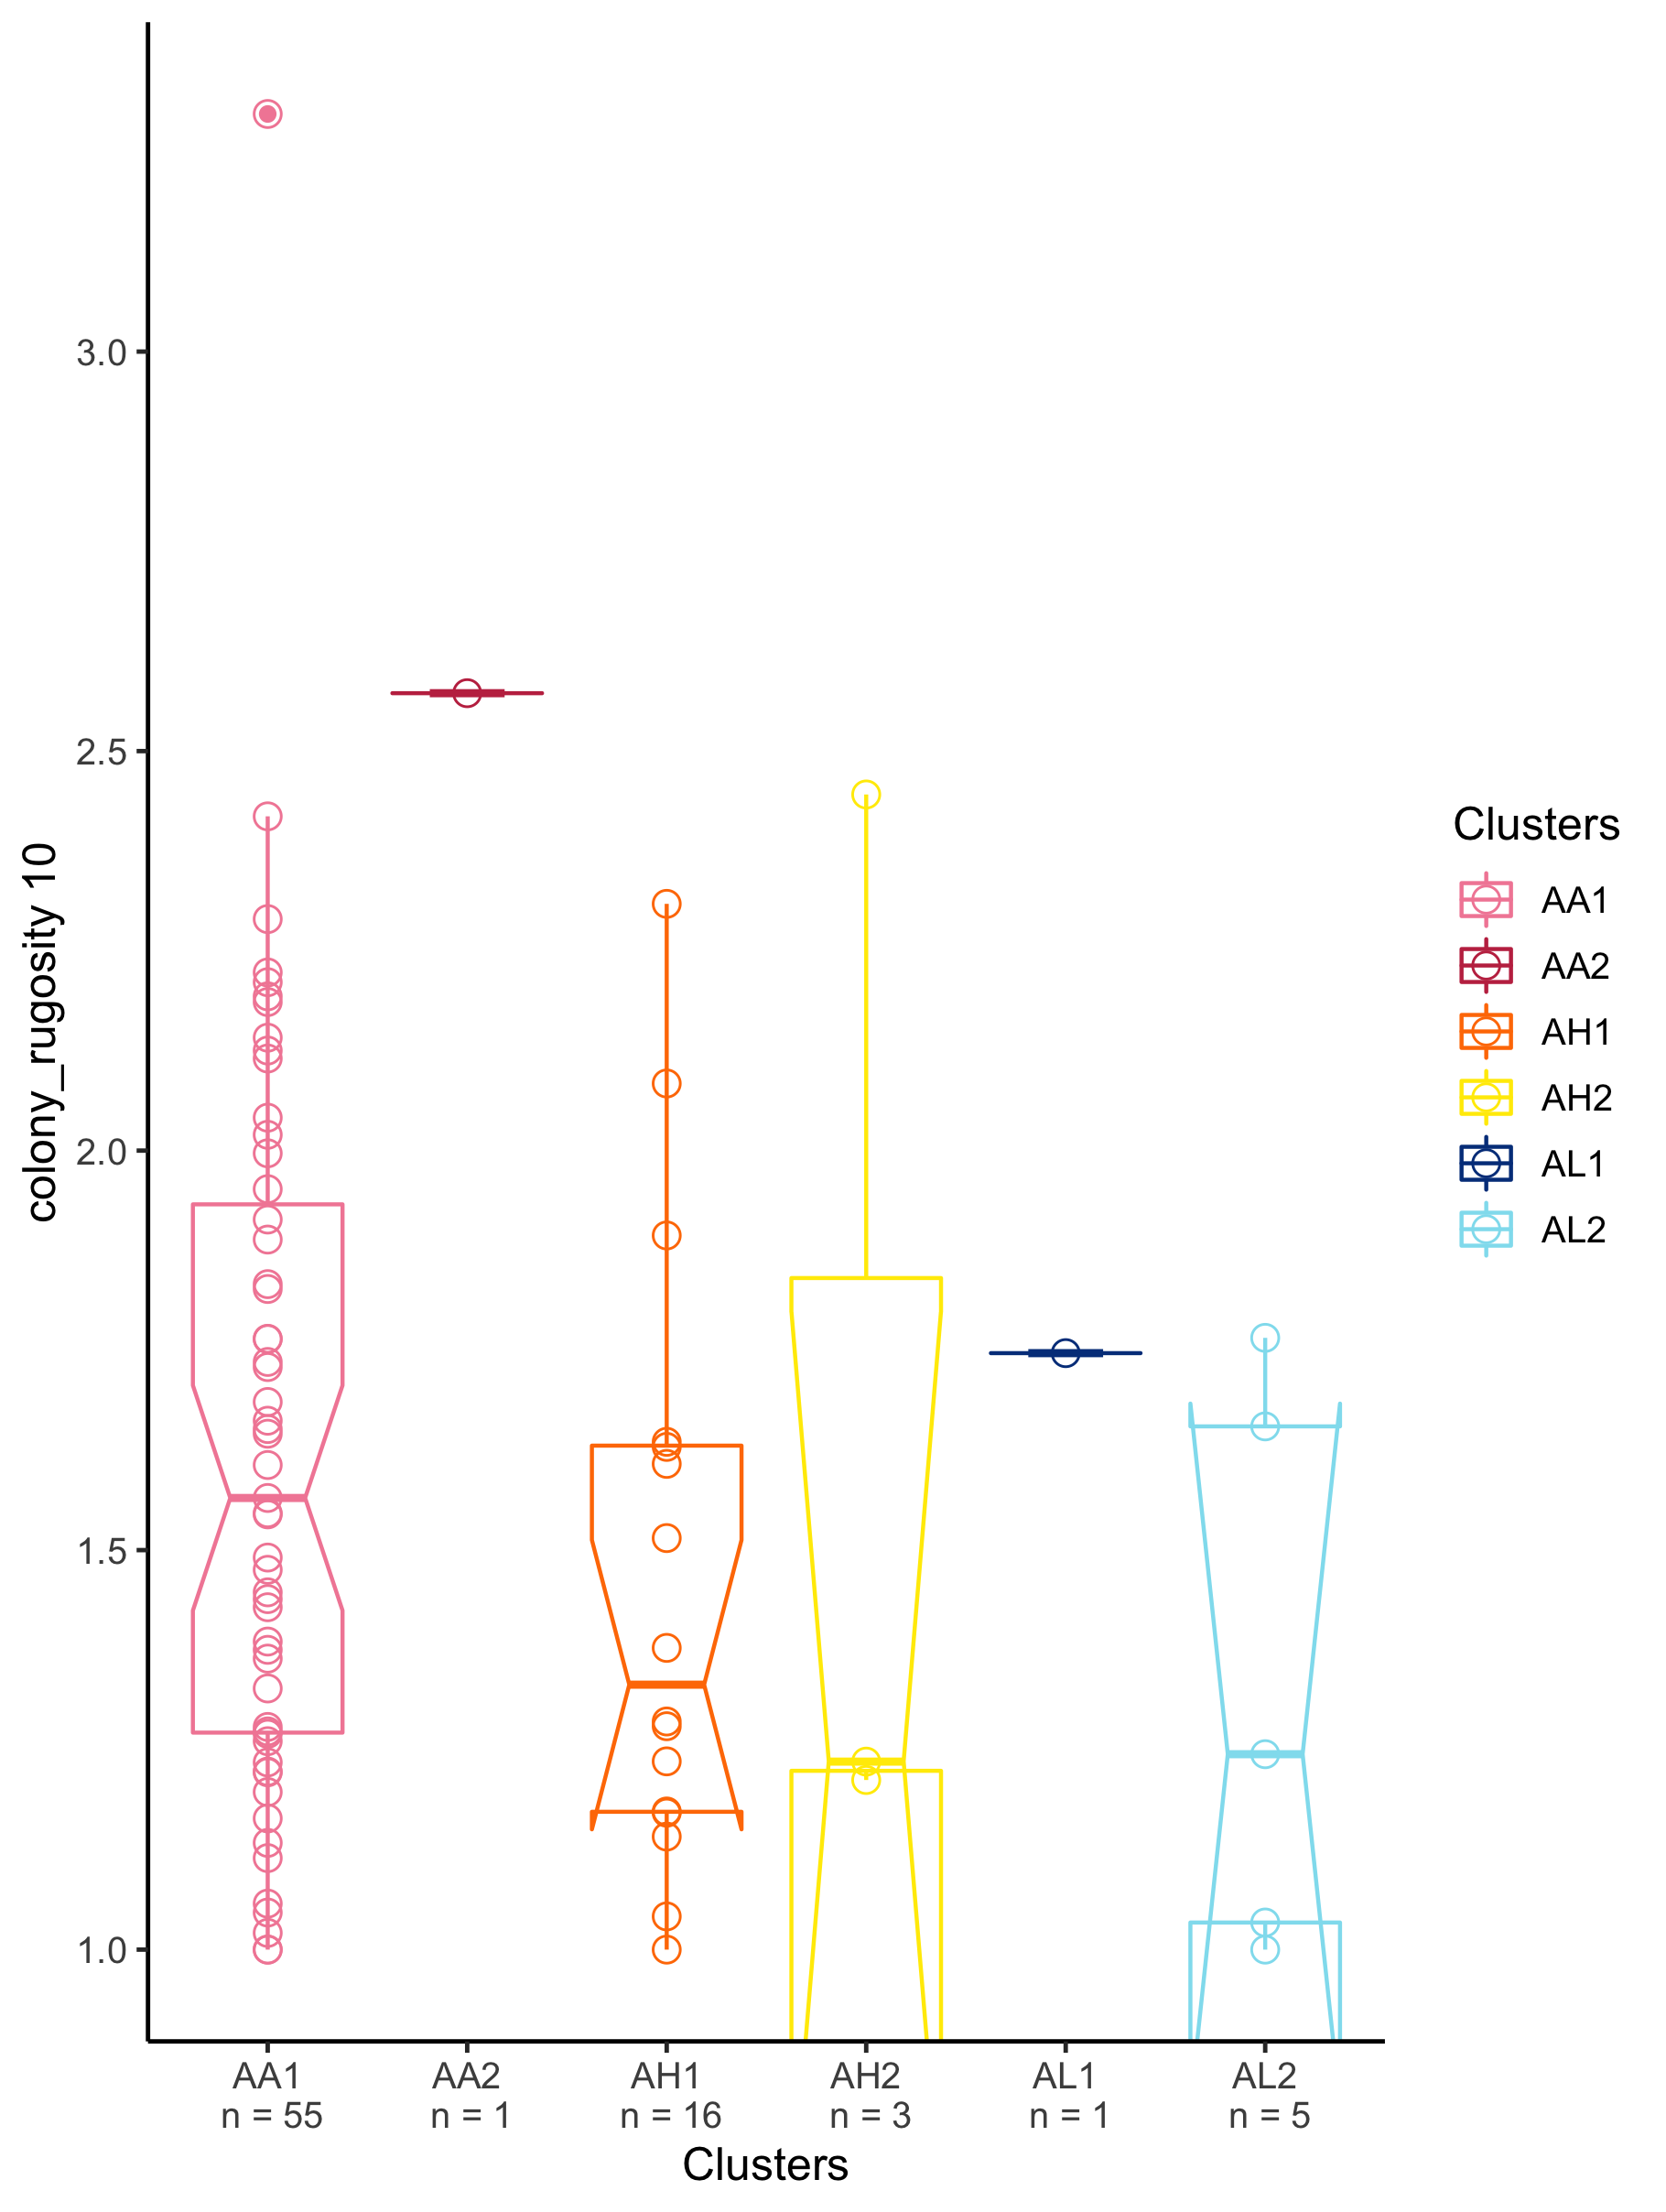 colony_rugosity 10
3.0
2.5
2.0
1.5
1.0
AA1
n = 55
AA2
n = 1
AH1
n = 16
AH2
n = 3
AL1
n = 1
AL2
n = 5
Clusters
Clusters
AA1
AA2
AH1
AH2
AL1
AL2